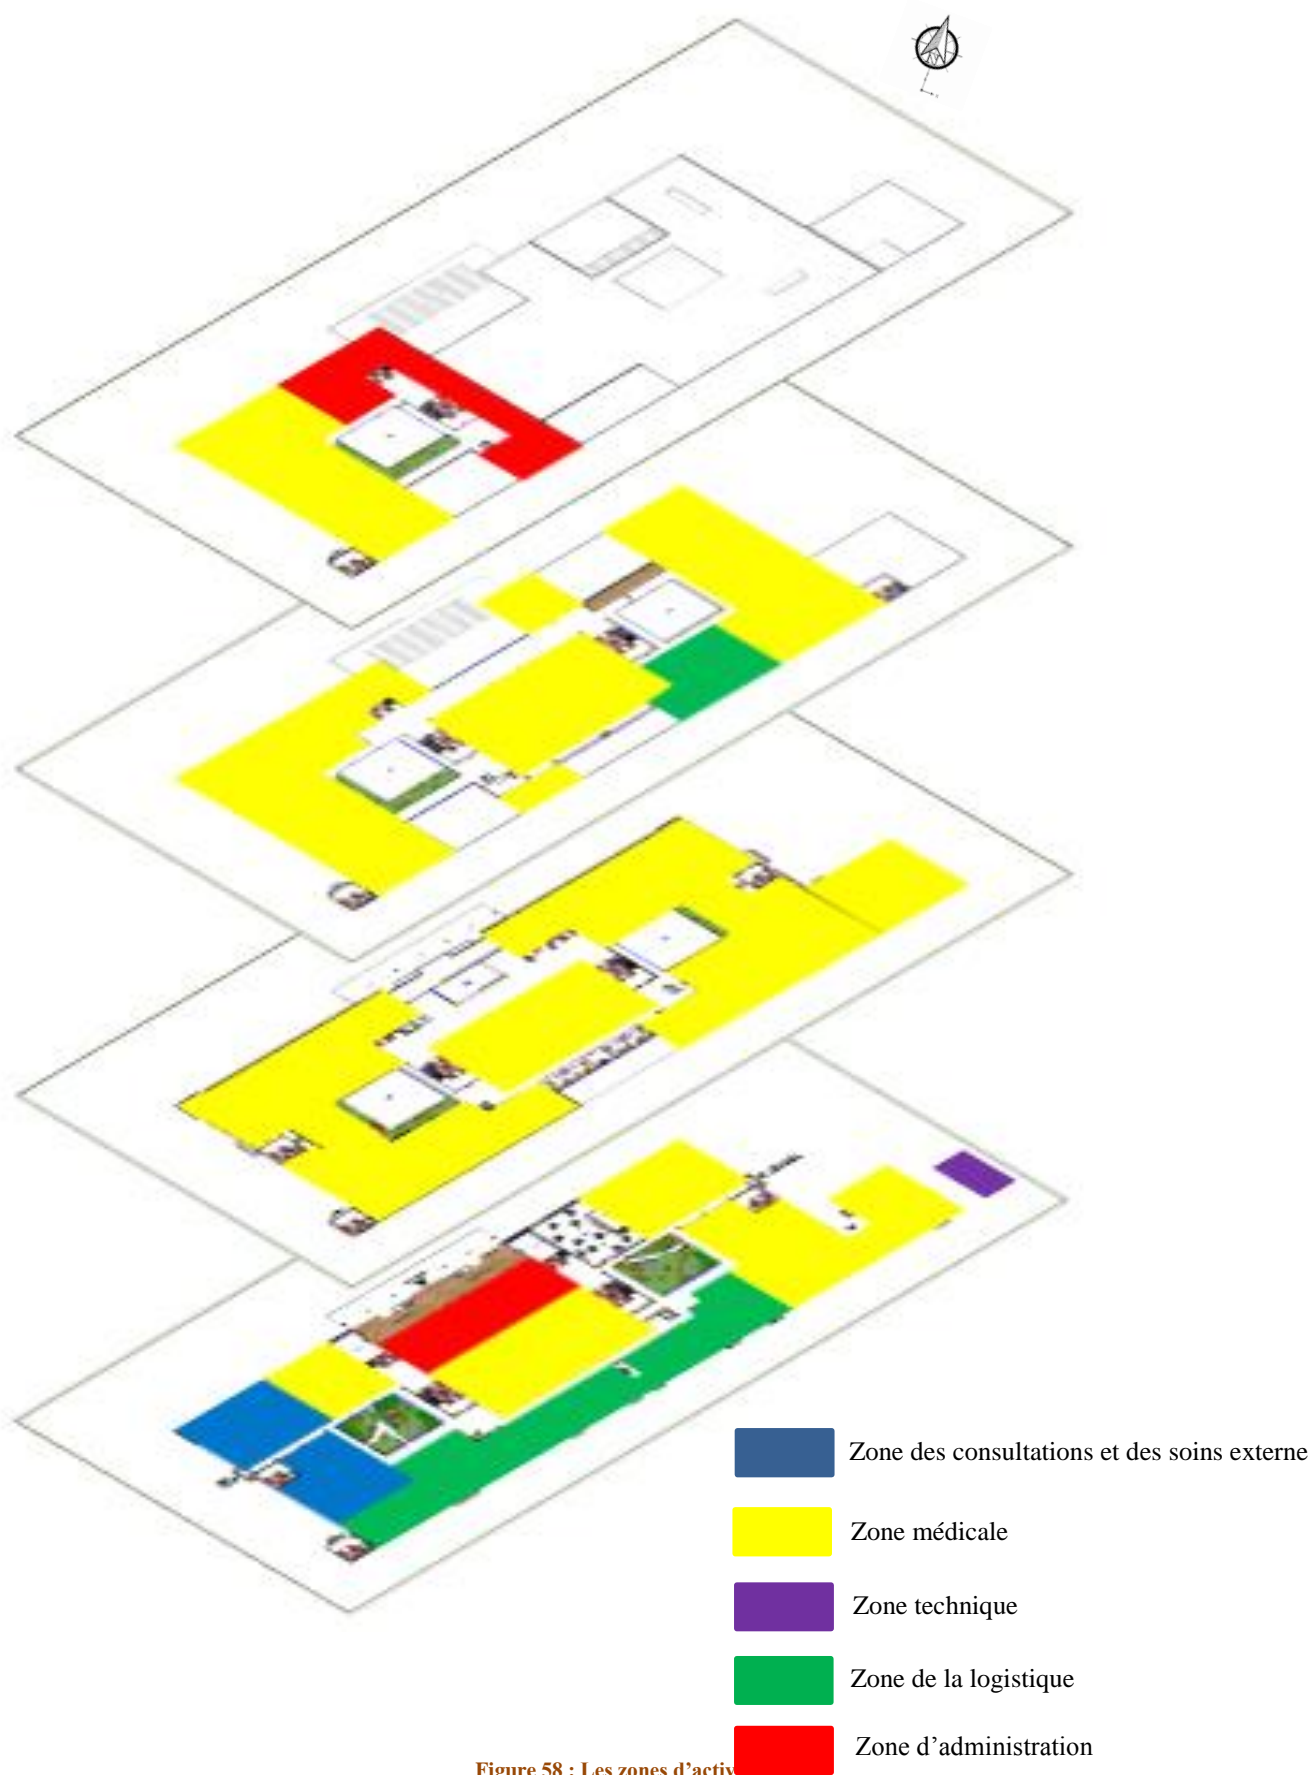 Zone des consultations et des soins externe
Zone médicale
Zone technique
Zone de la logistique
Zone d’administration
Figure 58 : Les zones d’activ